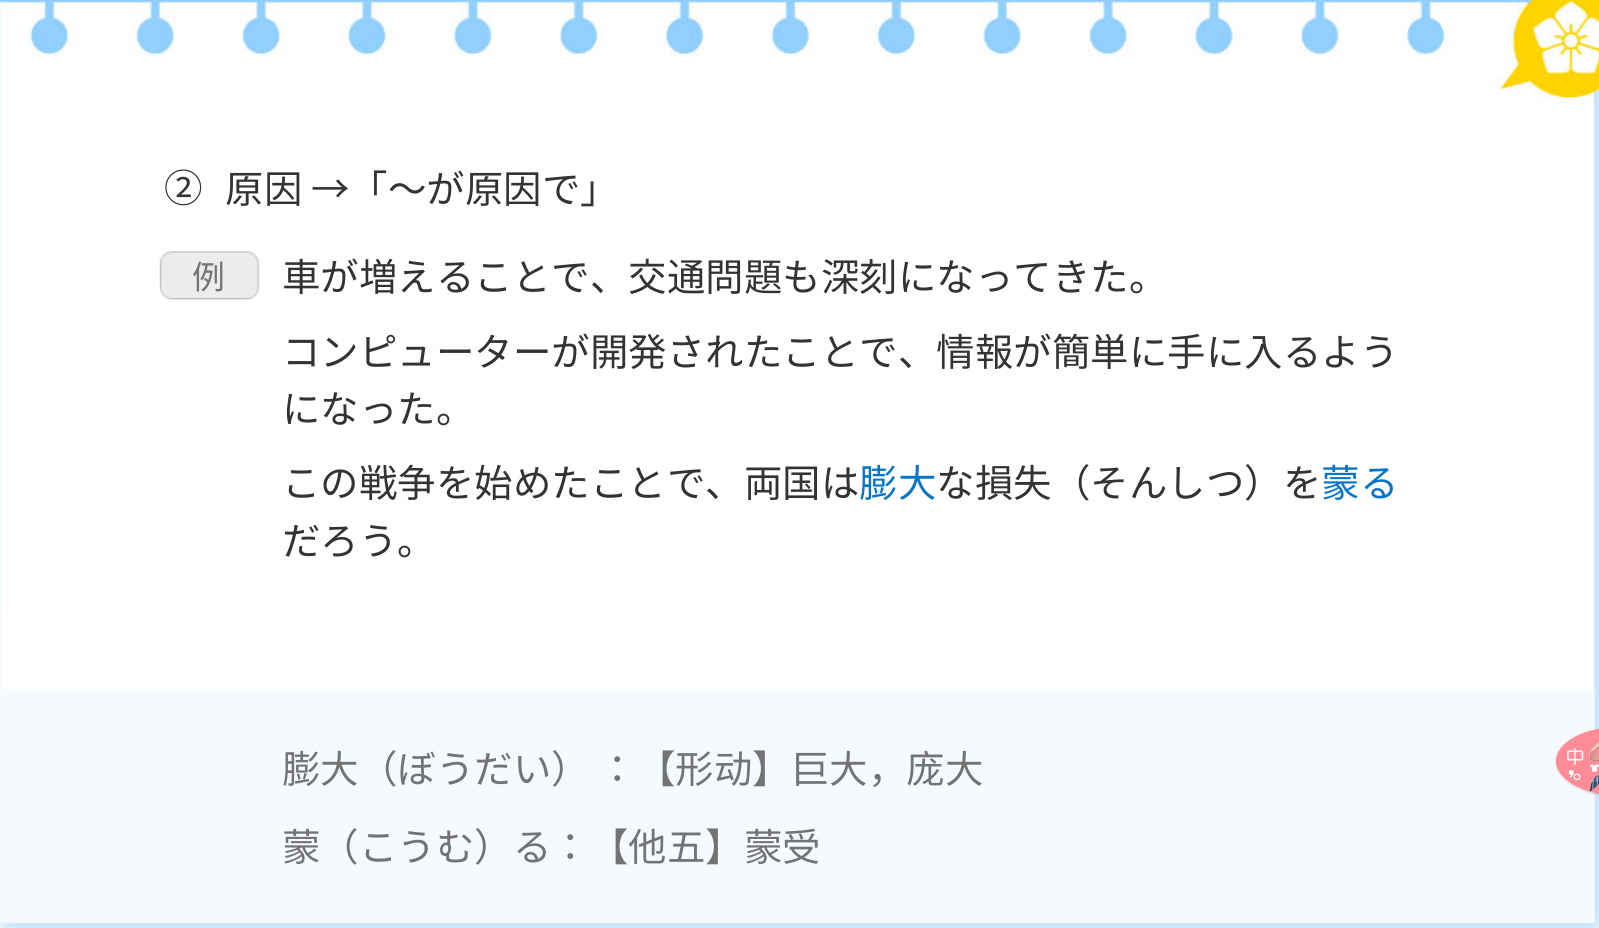 ② 原因 →「～が原因で」
例 車が増えることで、交通問題も深刻になってきた。
コンピューターが開発されたことで、情報が簡単に手に入るよう
になった。
この戦争を始めたことで、両国は膨大な損失（そんしつ）を蒙る
だろう。
膨大（ぼうだい） ：【形动】巨大，庞大
中
蒙（こうむ）る：【他五】蒙受